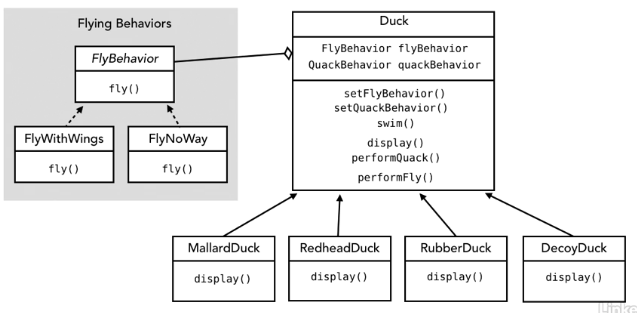 Flying Behaviors
FlyBehavior
fly()
FlyWithWings
fly()
FlyNoWay
fly()
Duck
FlyBehavior flyBehavior
QuackBehavior quackBehavior
setFlyBehavior()
setQuackBehavior()
swim()
display()
performQuack()
performFly()
MallardDuck
display()
RedheadDuck
display()
RubberDuck
display()
DecoyDuck
display()